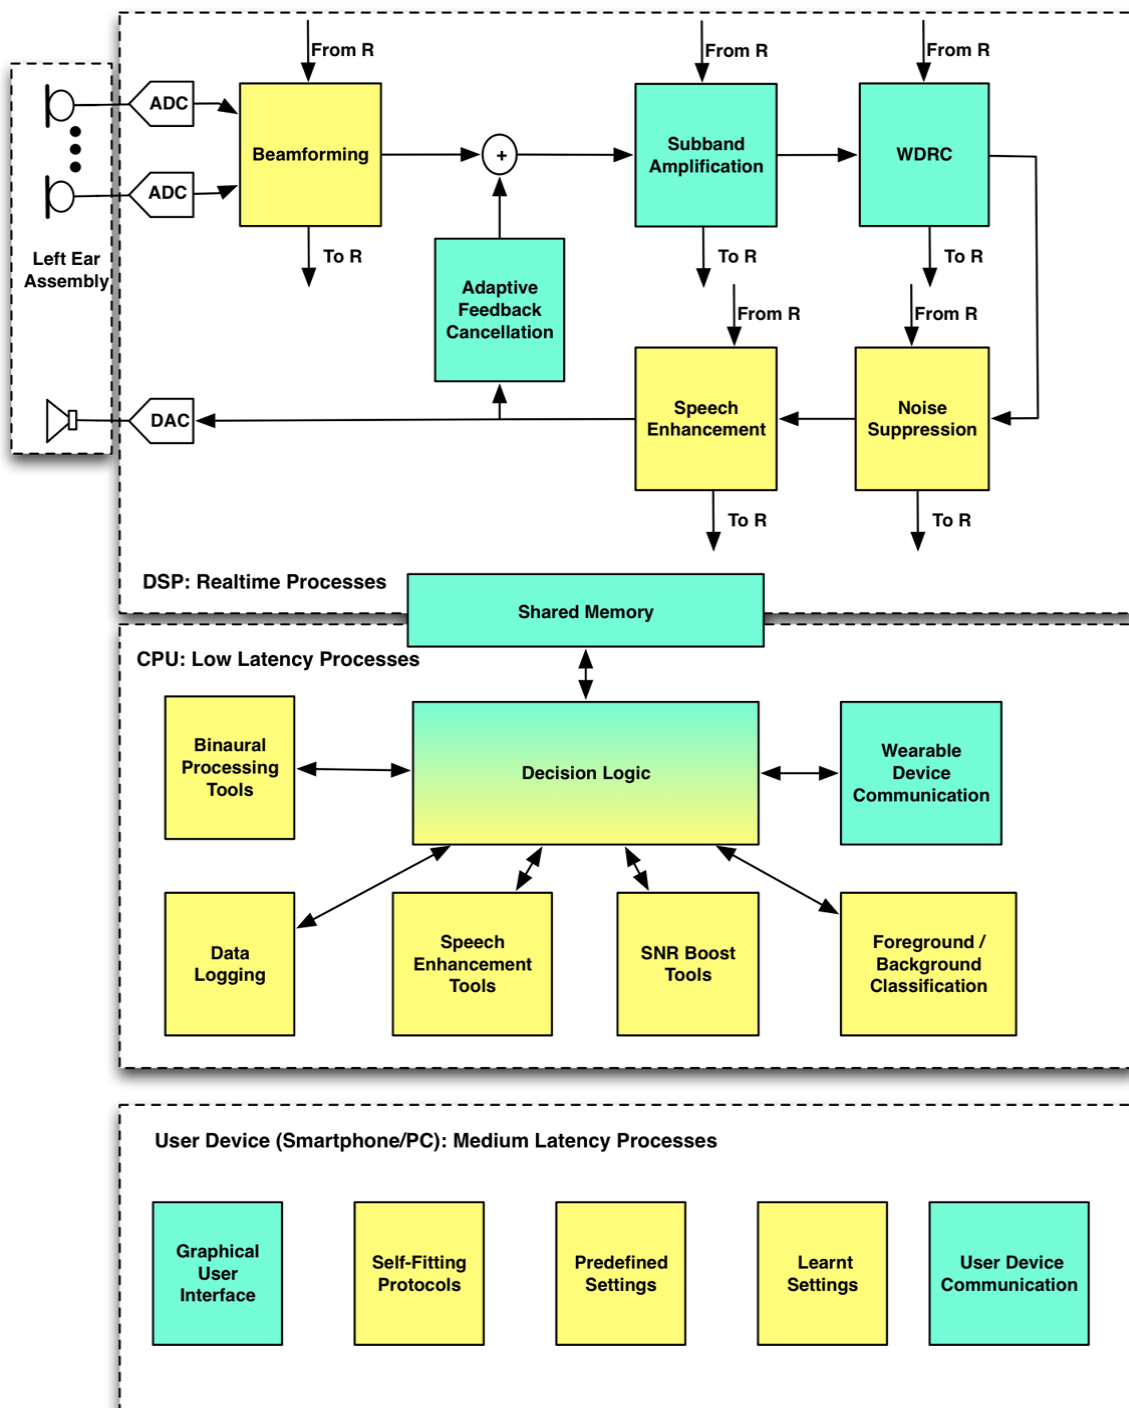 From R
From R
From R
ADC
Beamforming
+
Subband
Amplification
WDRC
ADC
Left Ear
Assembly
To R
To R
To R
Adaptive
Feedback
Cancellation
From R
From R
DAC
Speech
Enhancement
Noise
Suppression
To R
To R
DSP: Realtime Processes
Shared Memory
CPU: Low Latency Processes
Binaural
Processing
Tools
Decision Logic
Wearable
Device
Communication
Data
Logging
Speech
Enhancement
Tools
SNR Boost
Tools
Foreground /
Background
Classification
User Device (Smartphone/PC): Medium Latency Processes
Graphical
User
Interface
Self-Fitting
Protocols
Predefined
Settings
Learnt
Settings
User Device
Communication